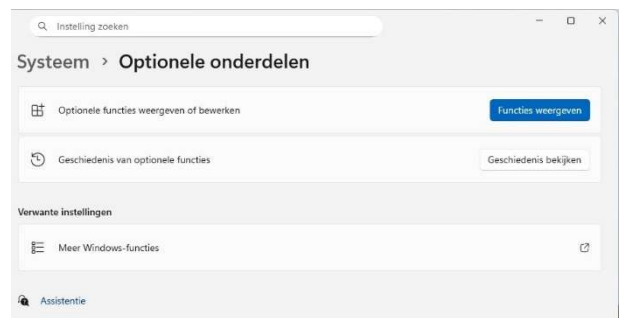 Instelling zoeken
Systeem > Optionele onderdelen
Optionele functies weergeven of bewerken
Functies weergeven
Geschiedenis van optionele functies
Geschiedenis bekijken
Verwante instellingen
Meer Windows-functies
Assistentie